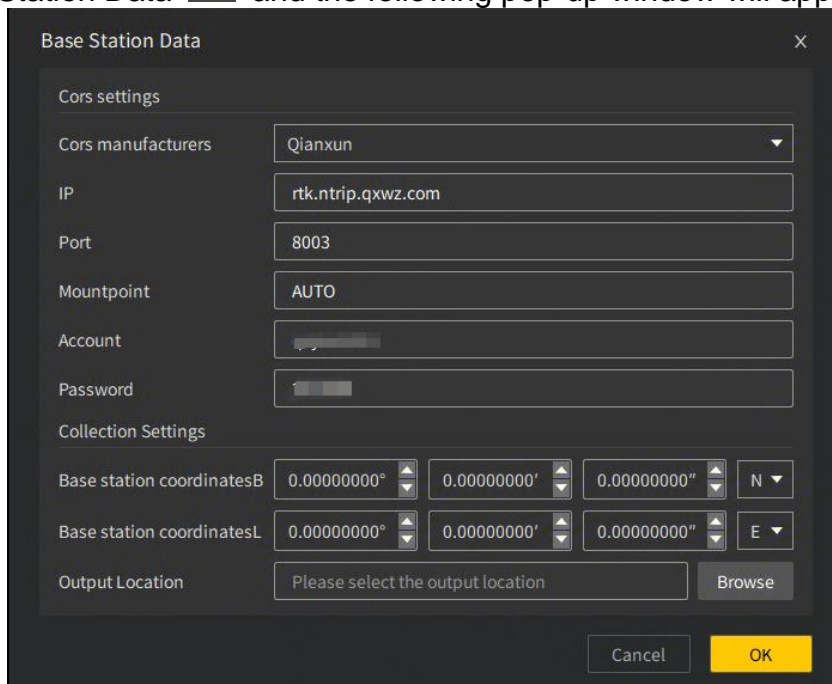 Station Data and the following pop-up window will app
Base Station Data X
Cors settings
Cors manufacturers Qianxun
IP rtk.ntrip.qxwz.com
Port 8003
Mountpoint AUTO
Account
Password
Collection Settings
Base station coordinatesB 0.00000000° 0.00000000′ 0.00000000″ N
Base station coordinatesL 0.00000000° 0.00000000′ 0.00000000″ E
Output Location Please select the output location Browse
Cancel OK